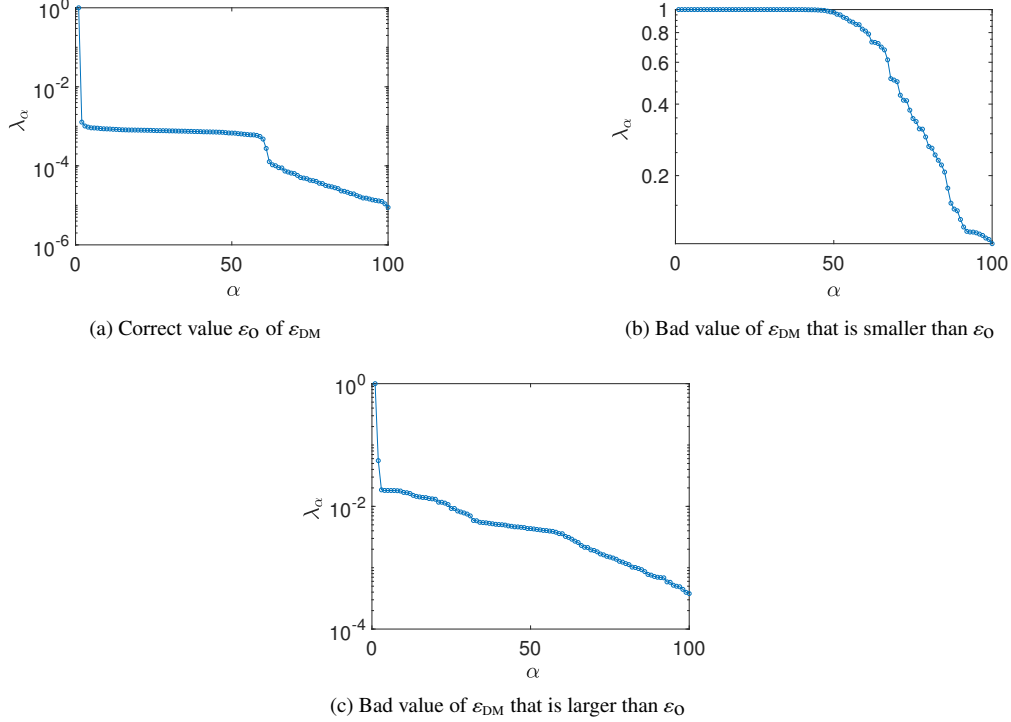 10^0
10^-2
10^-4
10^-6
λ_α
0 50 100
α
(a) Correct value ε_O of ε_DM
1
0.8
0.6
0.4
0.2
λ_α
0 50 100
α
(b) Bad value of ε_DM that is smaller than ε_O
10^0
10^-2
10^-4
λ_α
0 50 100
α
(c) Bad value of ε_DM that is larger than ε_O